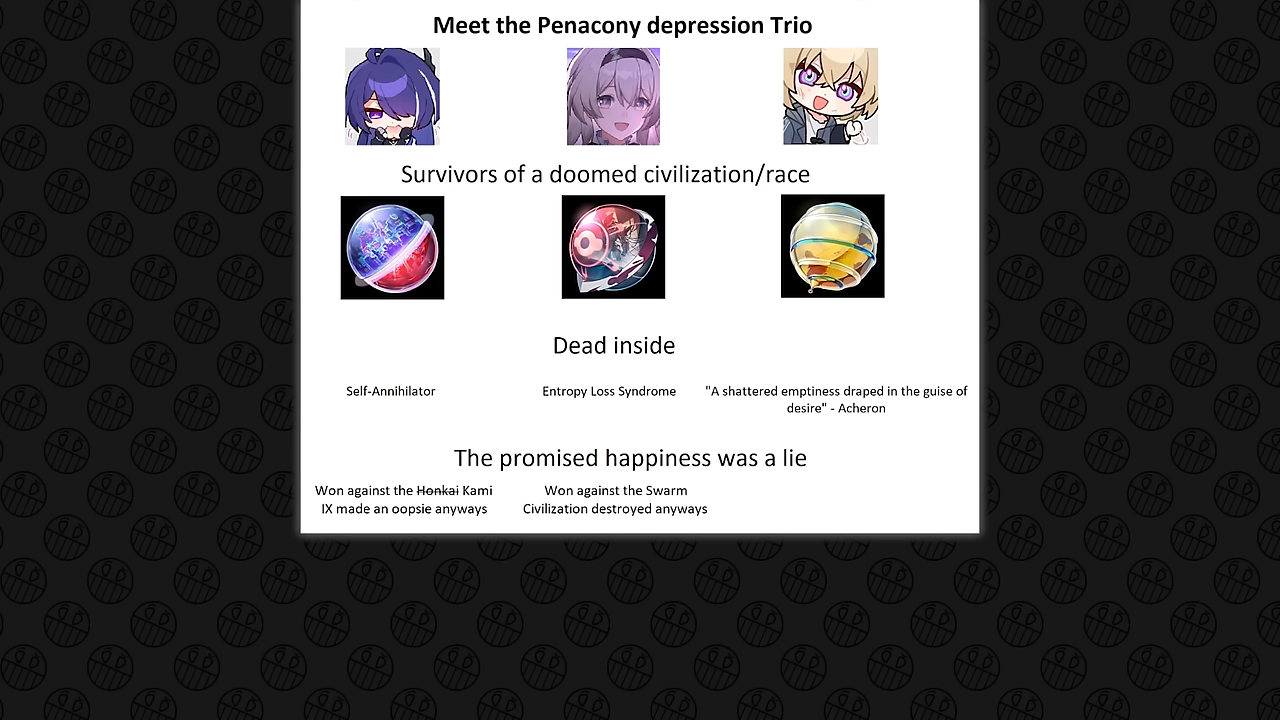 Meet the Penacony depression Trio
Survivors of a doomed civilization/race
Dead inside
Self-Annihilator
Entropy Loss Syndrome
"A shattered emptiness draped in the guise of
desire" - Acheron
The promised happiness was a lie
Won against the Honkai Kami
IX made an oopsie anyways
Won against the Swarm
Civilization destroyed anyways